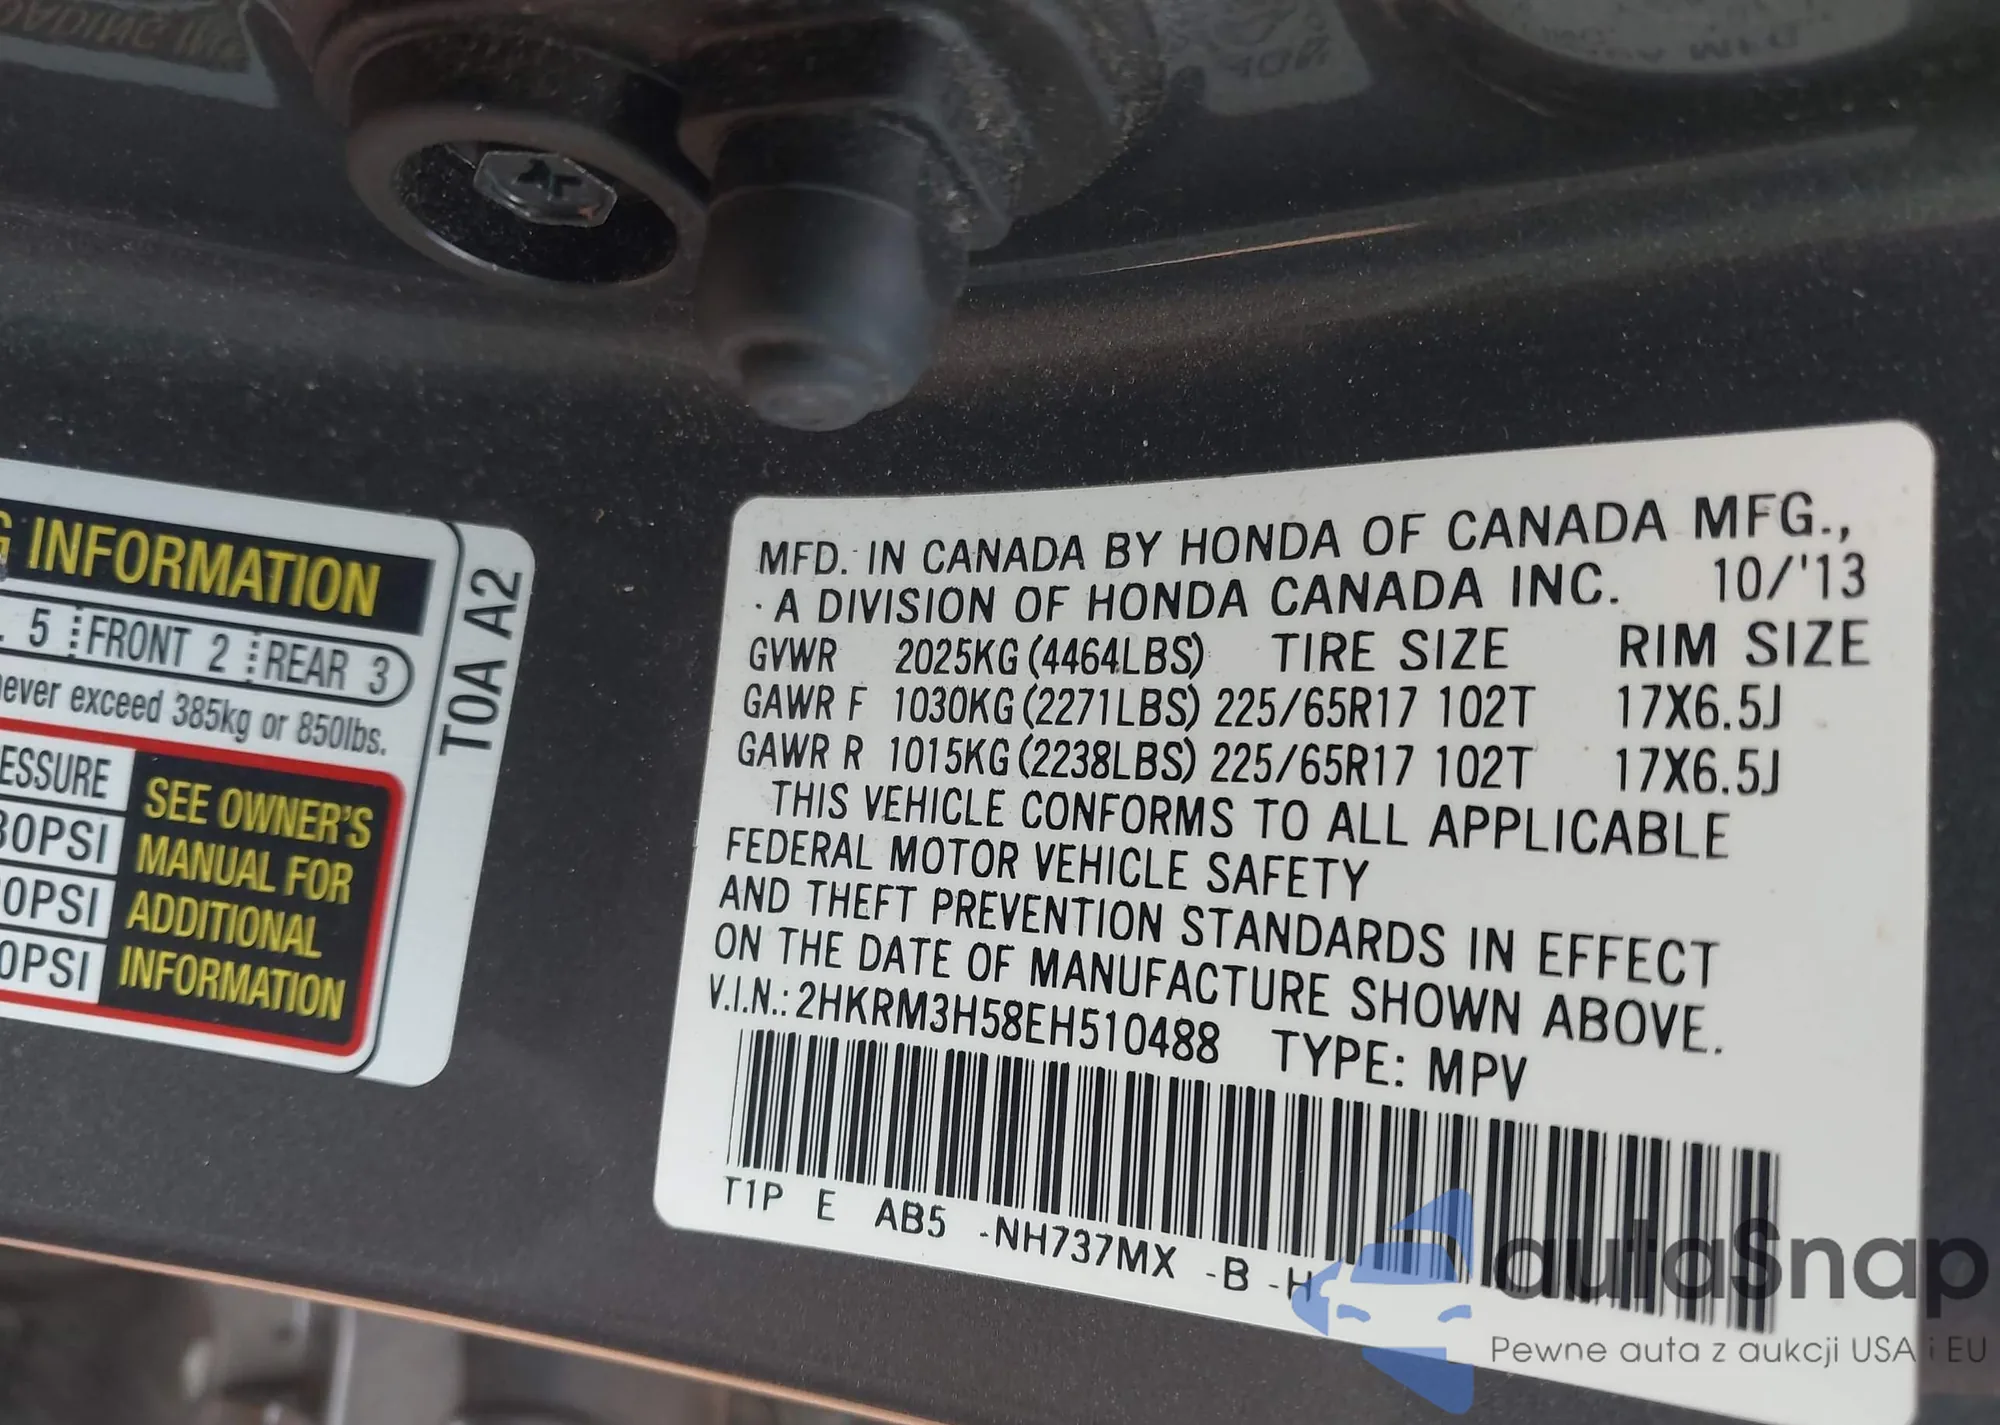 G INFORMATION
5 FRONT 2 REAR 3
never exceed 385kg or 850lbs.
ESSURE
30PSI
0PSI
0PSI
SEE OWNER'S
MANUAL FOR
ADDITIONAL
INFORMATION
T0A A2
MFD. IN CANADA BY HONDA OF CANADA MFG.,
A DIVISION OF HONDA CANADA INC. 10/'13
GVWR 2025KG (4464LBS) TIRE SIZE RIM SIZE
GAWR F 1030KG (2271LBS) 225/65R17 102T 17X6.5J
GAWR R 1015KG (2238LBS) 225/65R17 102T 17X6.5J
THIS VEHICLE CONFORMS TO ALL APPLICABLE
FEDERAL MOTOR VEHICLE SAFETY
AND THEFT PREVENTION STANDARDS IN EFFECT
ON THE DATE OF MANUFACTURE SHOWN ABOVE.
V.I.N.: 2HKRM3H58EH510488 TYPE: MPV
T1P E AB5 -NH737MX -B -H
autaSnap
Pewne auta z aukcji USA i EU